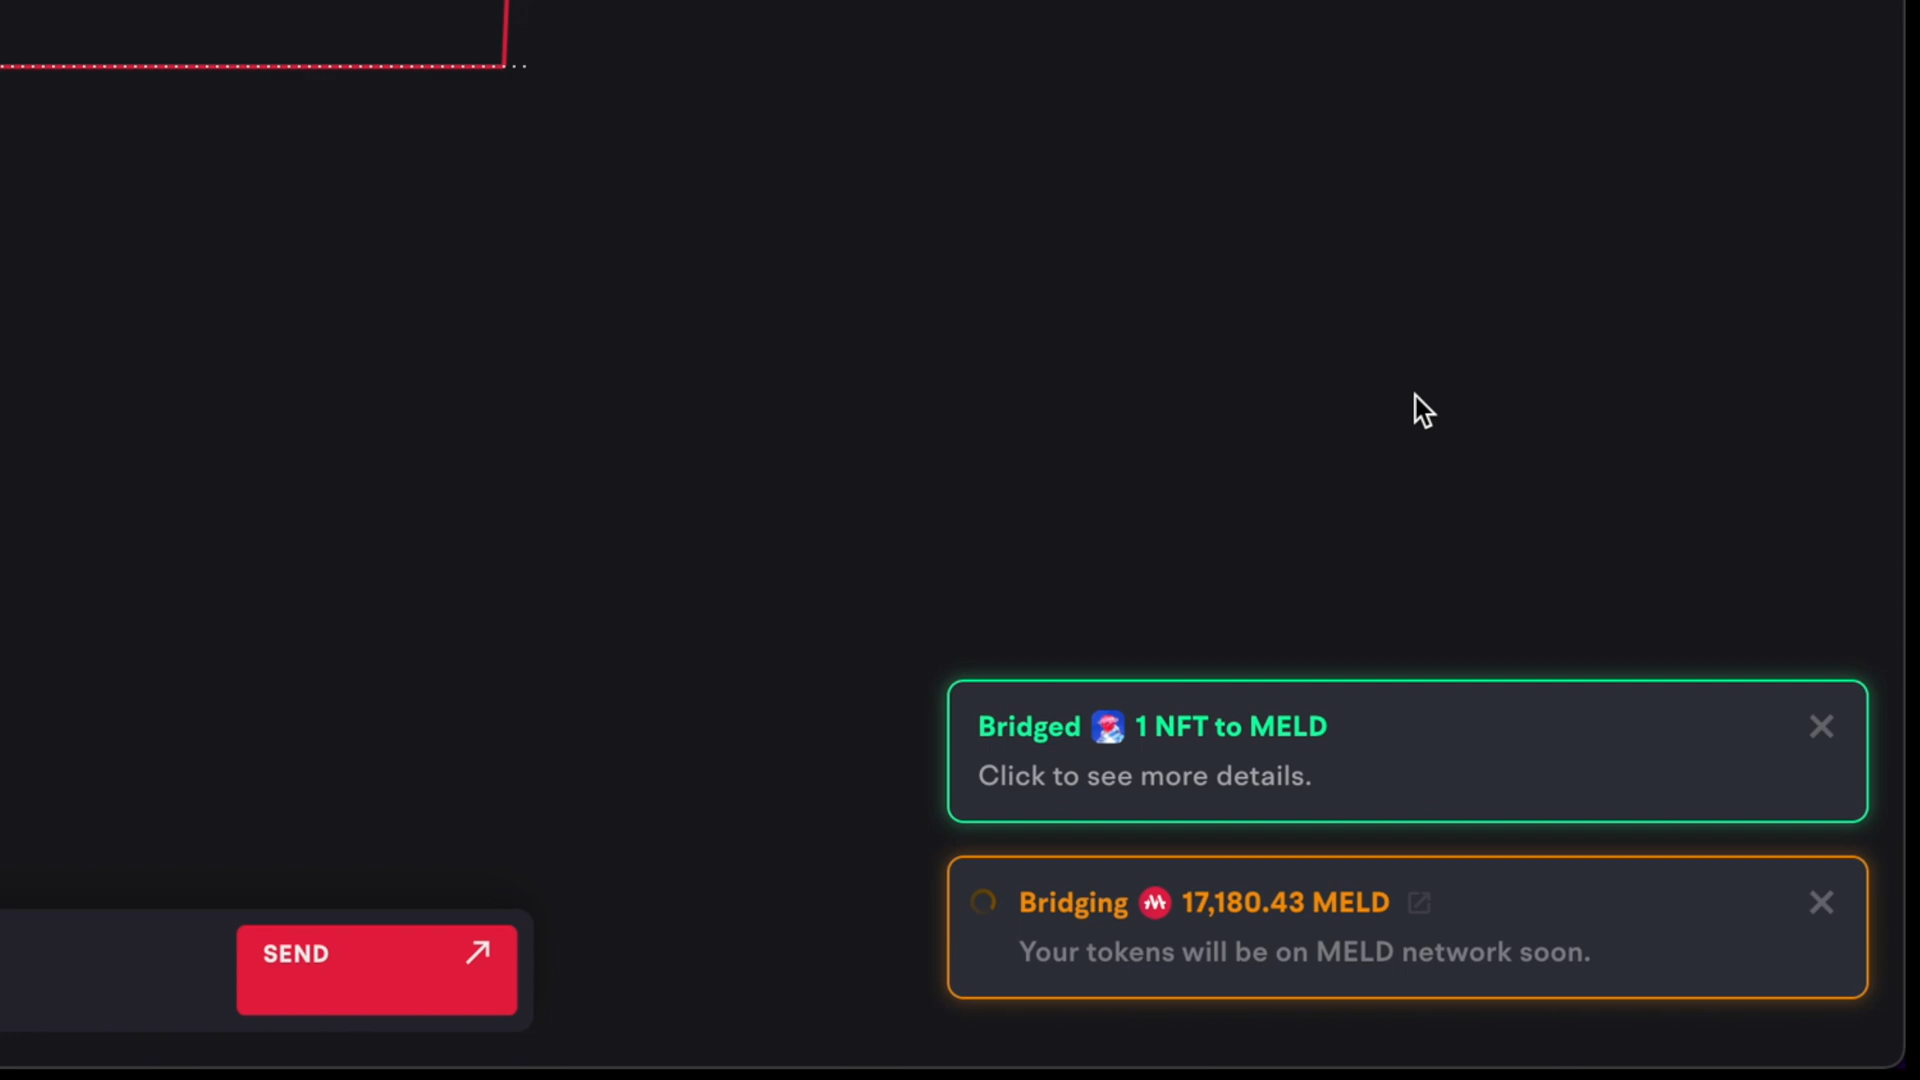 Bridged 1 NFT to MELD
Click to see more details.
Bridging 17,180.43 MELD
Your tokens will be on MELD network soon.
SEND